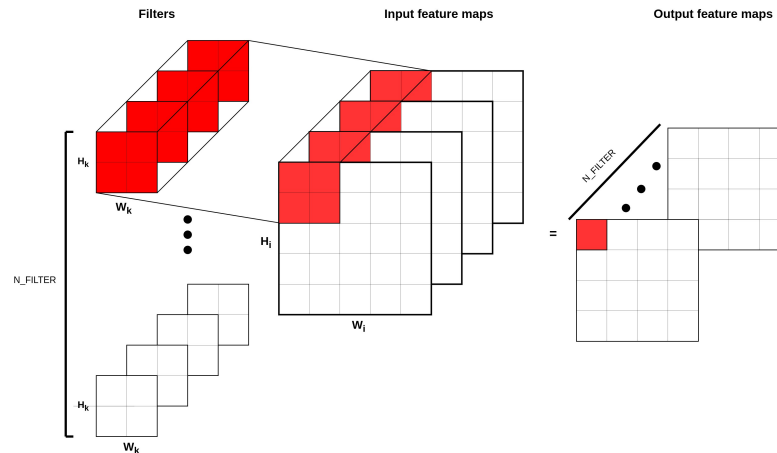 Filters
Input feature maps
Output feature maps
Hk
Wk
N_FILTER
Hi
=
N_FILTER
Wi
Hk
Wk